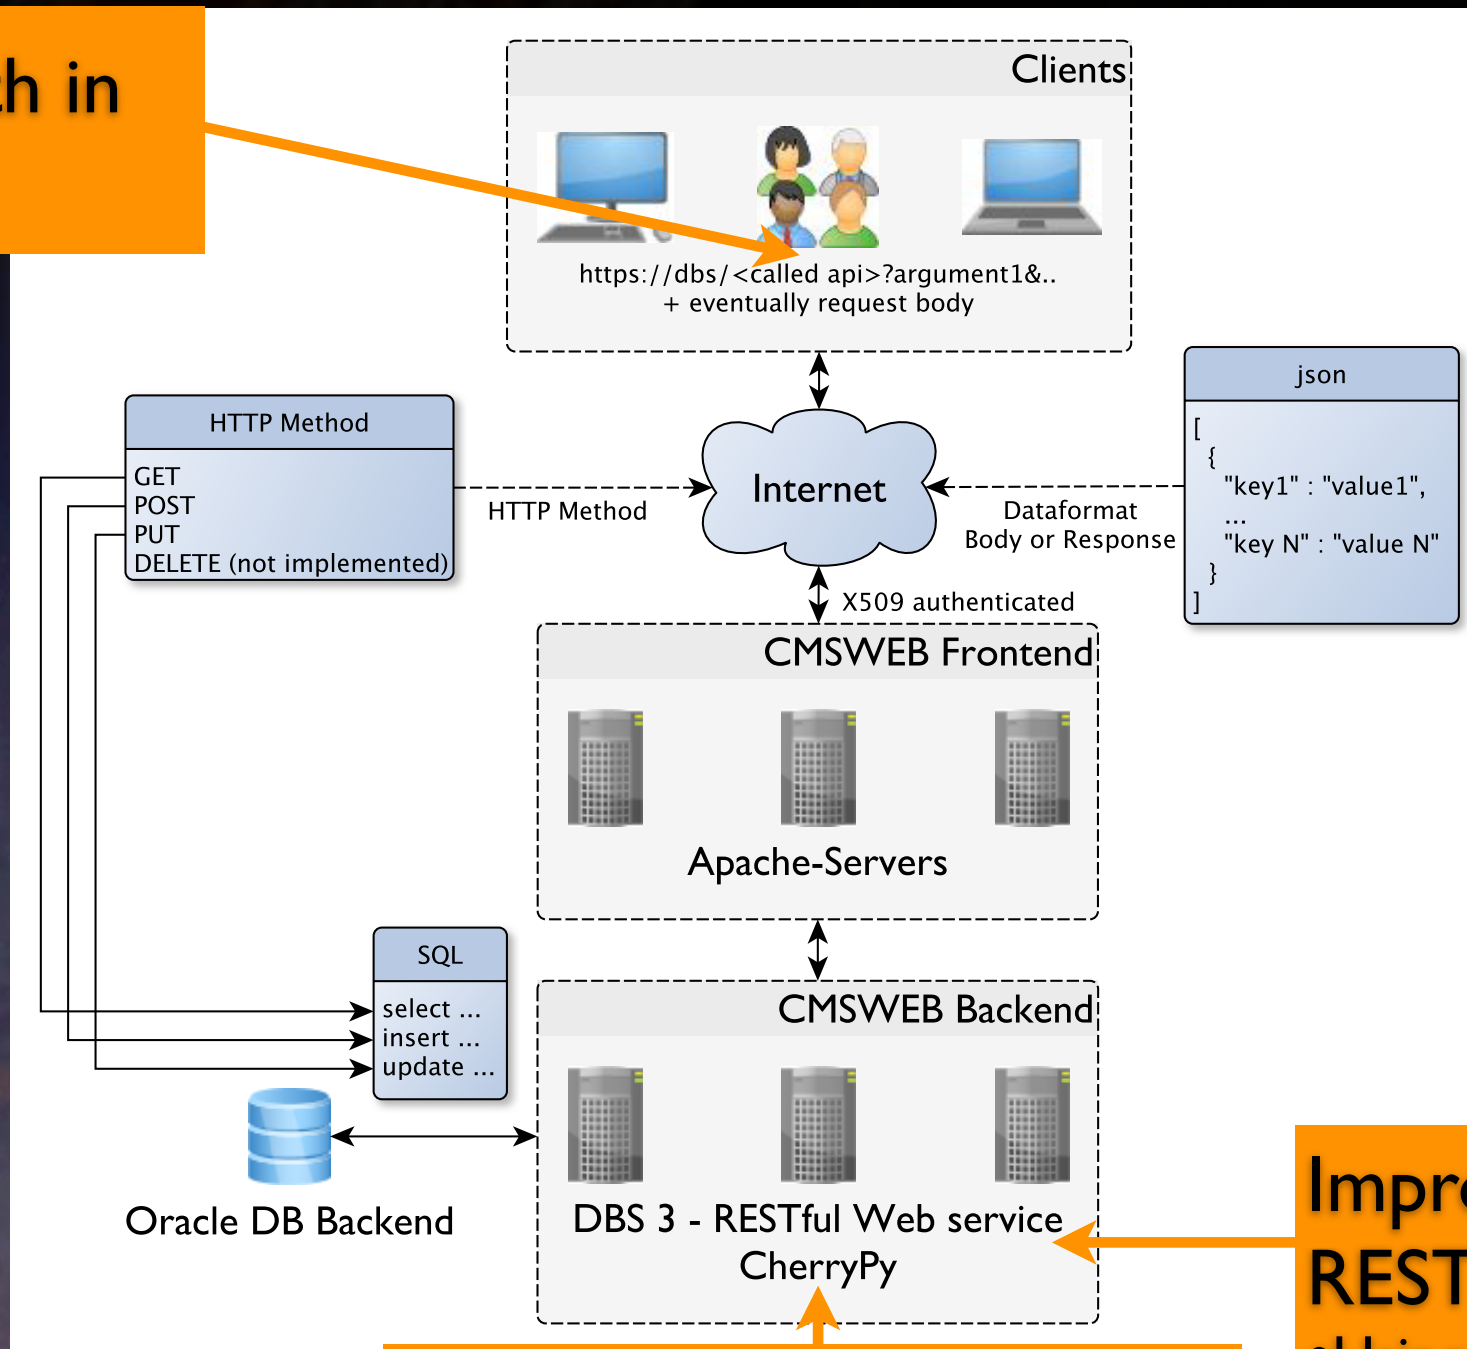 in
Clients
https://dbs/<called api>?argument1&..
+ eventually request body
json
[
{
"key1" : "value1",
...
"key N" : "value N"
}
]
HTTP Method
GET
POST
PUT
DELETE (not implemented)
HTTP Method
Internet
Dataformat
Body or Response
X509 authenticated
CMSWEB Frontend
Apache-Servers
SQL
select ...
insert ...
update ...
CMSWEB Backend
Oracle DB Backend
DBS 3 - RESTful Web service
CherryPy
REST